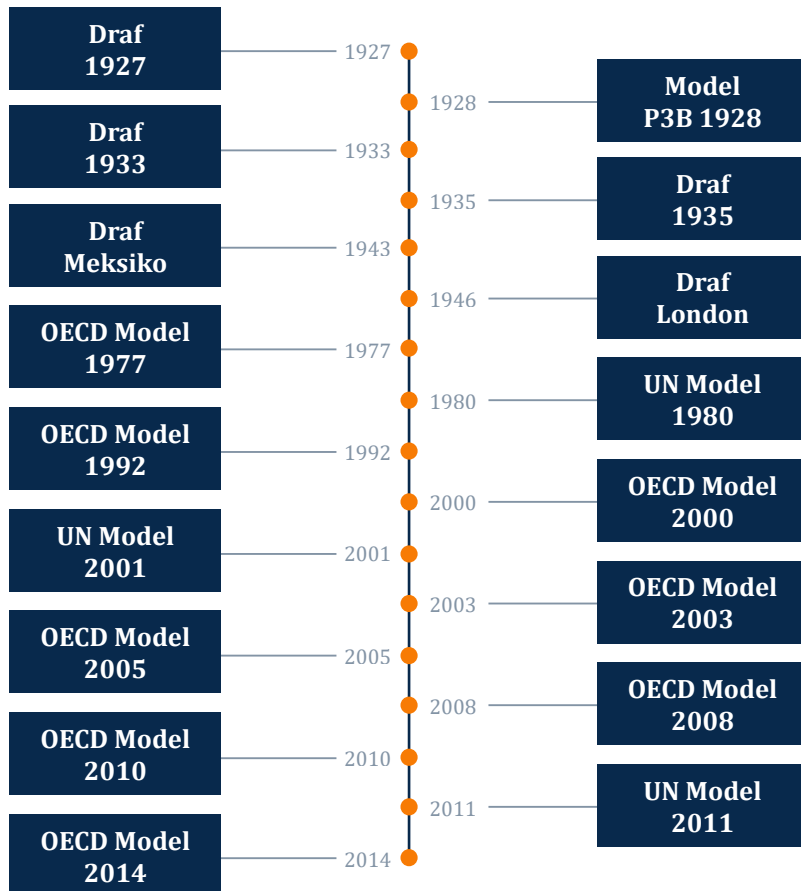 Draf
1927
1927
1928
Model
P3B 1928
Draf
1933
1933
1935
Draf
1935
Draf
Meksiko
1943
1946
Draf
London
OECD Model
1977
1977
1980
UN Model
1980
OECD Model
1992
1992
2000
OECD Model
2000
UN Model
2001
2001
2003
OECD Model
2003
OECD Model
2005
2005
2008
OECD Model
2008
OECD Model
2010
2010
2011
UN Model
2011
OECD Model
2014
2014